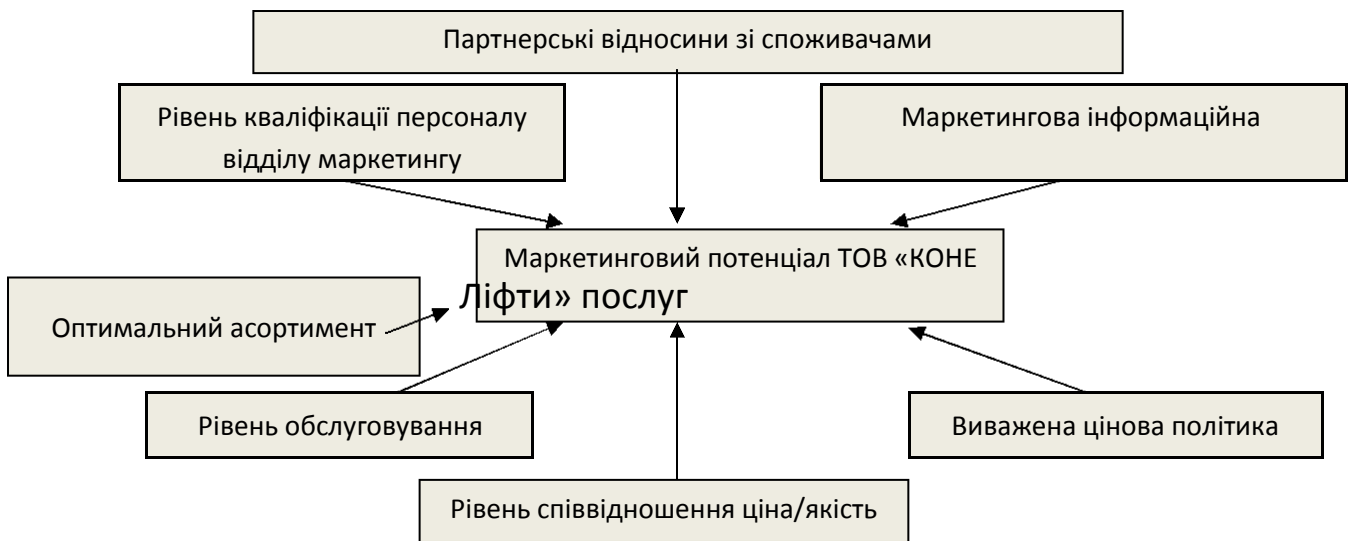 Партнерські відносини зі споживачами
Рівень кваліфікації персоналу
відділу маркетингу
Маркетингова інформаційна
Маркетинговий потенціал ТОВ «КОНЕ
Ліфти» послуг
Оптимальний асортимент
Рівень обслуговування
Виважена цінова політика
Рівень співвідношення ціна/якість